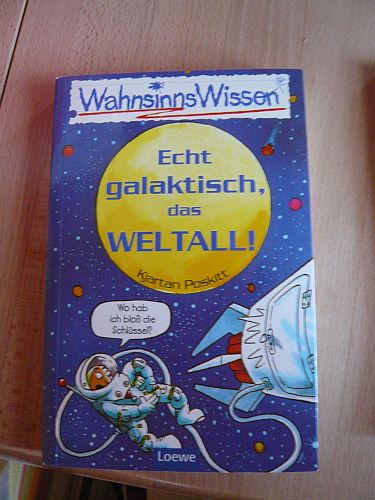 WahnsinnsWissen
Echt
galaktisch,
das
WELTALL!
Kjartan Poskitt
Wo hab
ich bloß die
Schlüssel?
Loewe